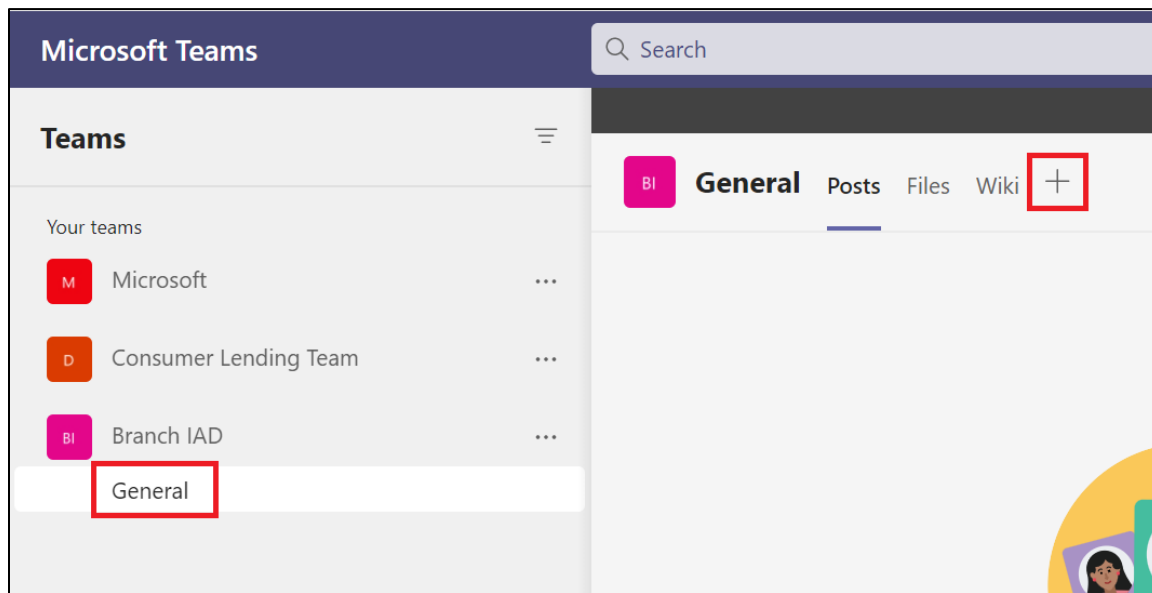 Microsoft Teams
Search
Teams
Your teams
M Microsoft ...
D Consumer Lending Team ...
BI Branch IAD ...
General
BI General Posts Files Wiki +